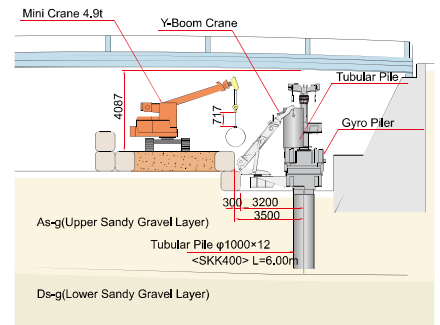 Mini Crane 4.9t
Y-Boom Crane
Tubular Pile
4087
717
Gyro Piler
300 3200
3500
As-g(Upper Sandy Gravel Layer)
Tubular Pile φ1000×12
<SKK400> L=6.00m
Ds-g(Lower Sandy Gravel Layer)